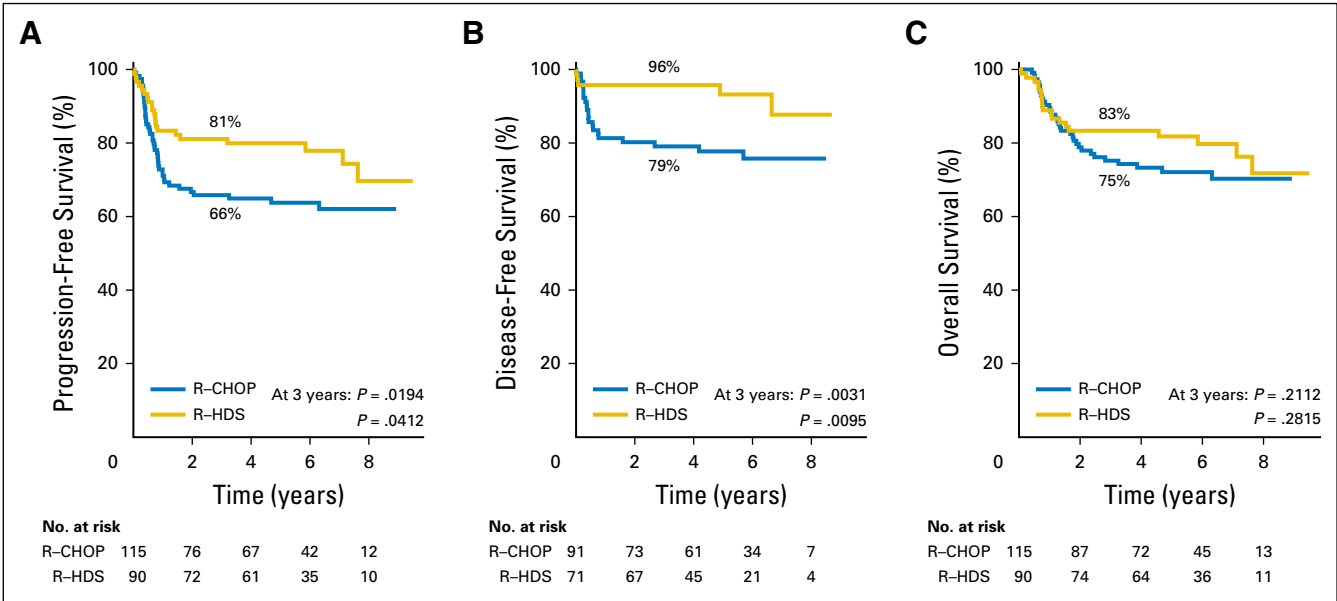 A
Progression-Free Survival (%)
100
80
60
40
20
0
81%
66%
R–CHOP
R–HDS
At 3 years: P = .0194
P = .0412
2 4 6 8
Time (years)
No. at risk
R–CHOP 115 76 67 42 12
R–HDS 90 72 61 35 10
B
Disease-Free Survival (%)
100
80
60
40
20
0
96%
79%
R–CHOP
R–HDS
At 3 years: P = .0031
P = .0095
2 4 6 8
Time (years)
No. at risk
R–CHOP 91 73 61 34 7
R–HDS 71 67 45 21 4
C
Overall Survival (%)
100
80
60
40
20
0
83%
75%
R–CHOP
R–HDS
At 3 years: P = .2112
P = .2815
2 4 6 8
Time (years)
No. at risk
R–CHOP 115 87 72 45 13
R–HDS 90 74 64 36 11